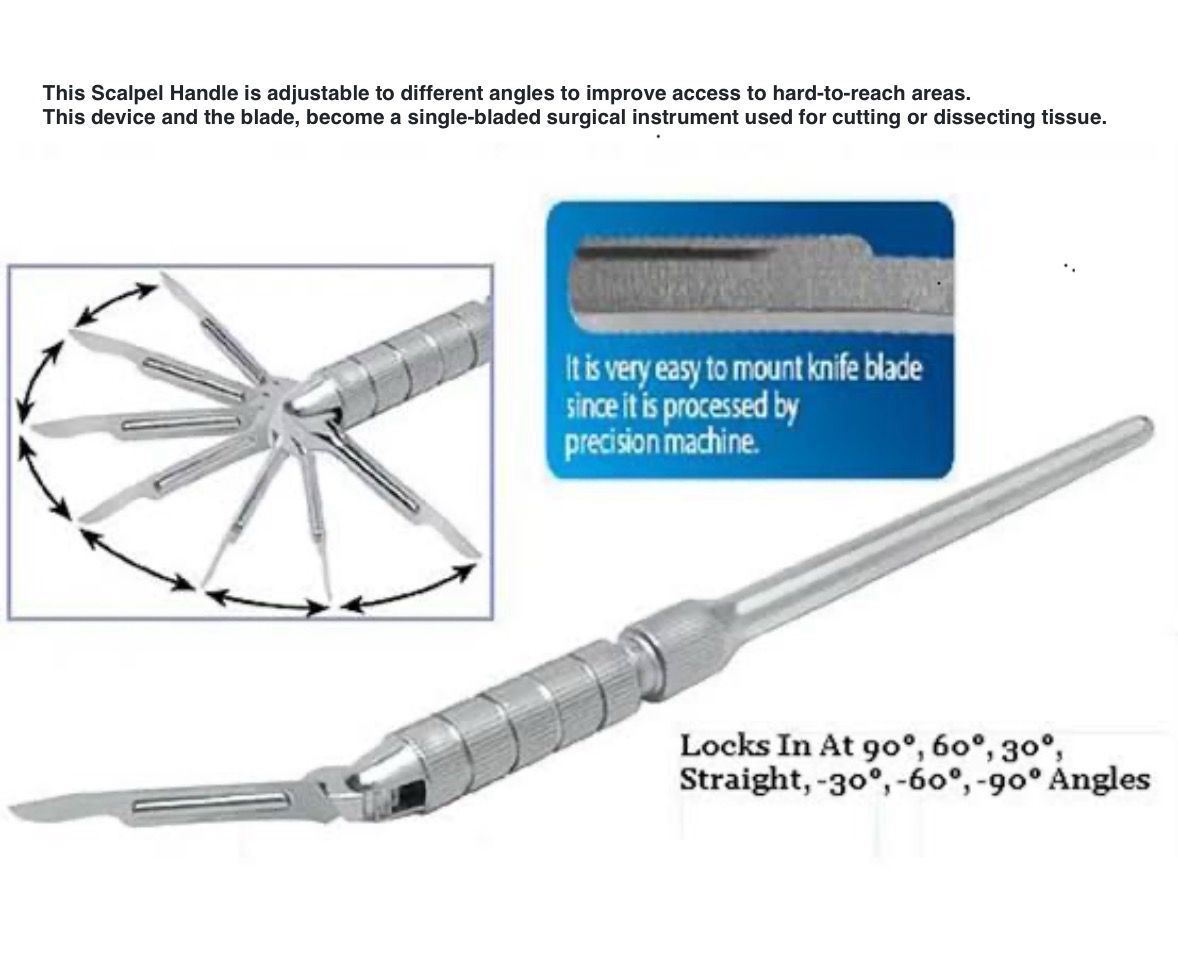 This Scalpel Handle is adjustable to different angles to improve access to hard-to-reach areas.
This device and the blade, become a single-bladed surgical instrument used for cutting or dissecting tissue.
It is very easy to mount knife blade
since it is processed by
precision machine.
Locks In At 90°, 60°, 30°,
Straight, -30°, -60°, -90° Angles